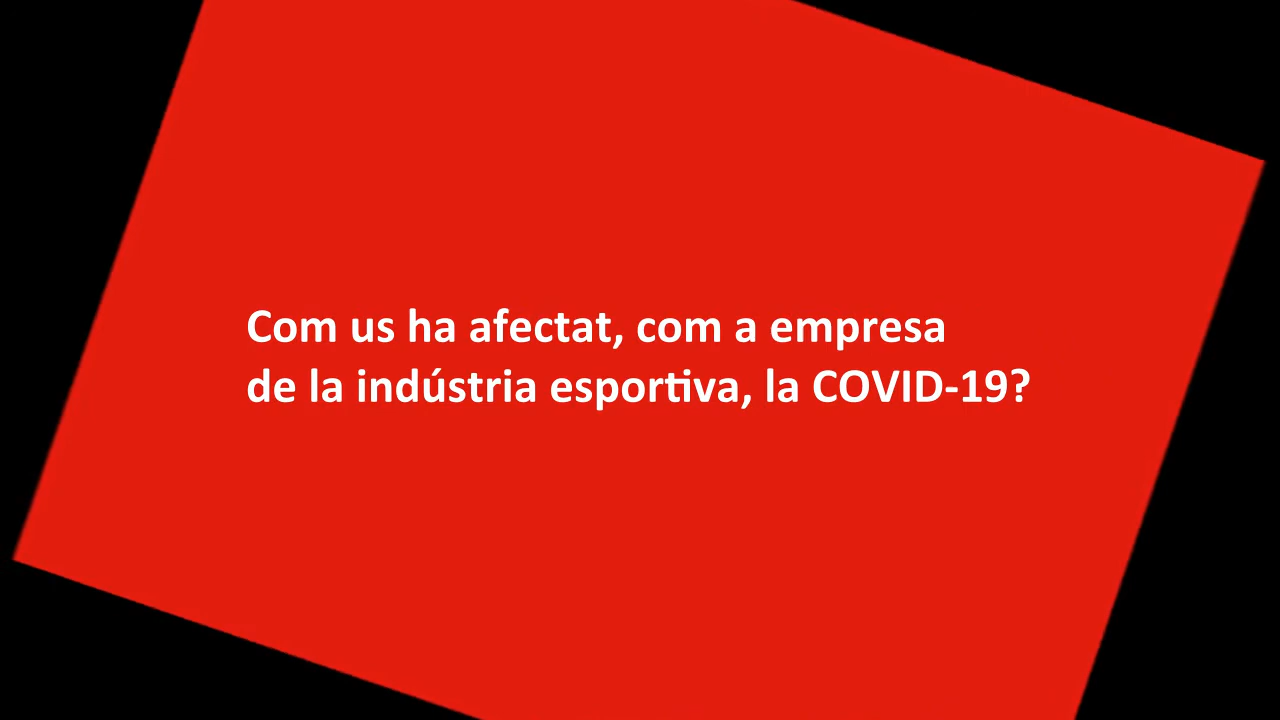 Com us ha afectat, com a empresa
de la indústria esportiva, la COVID-19?